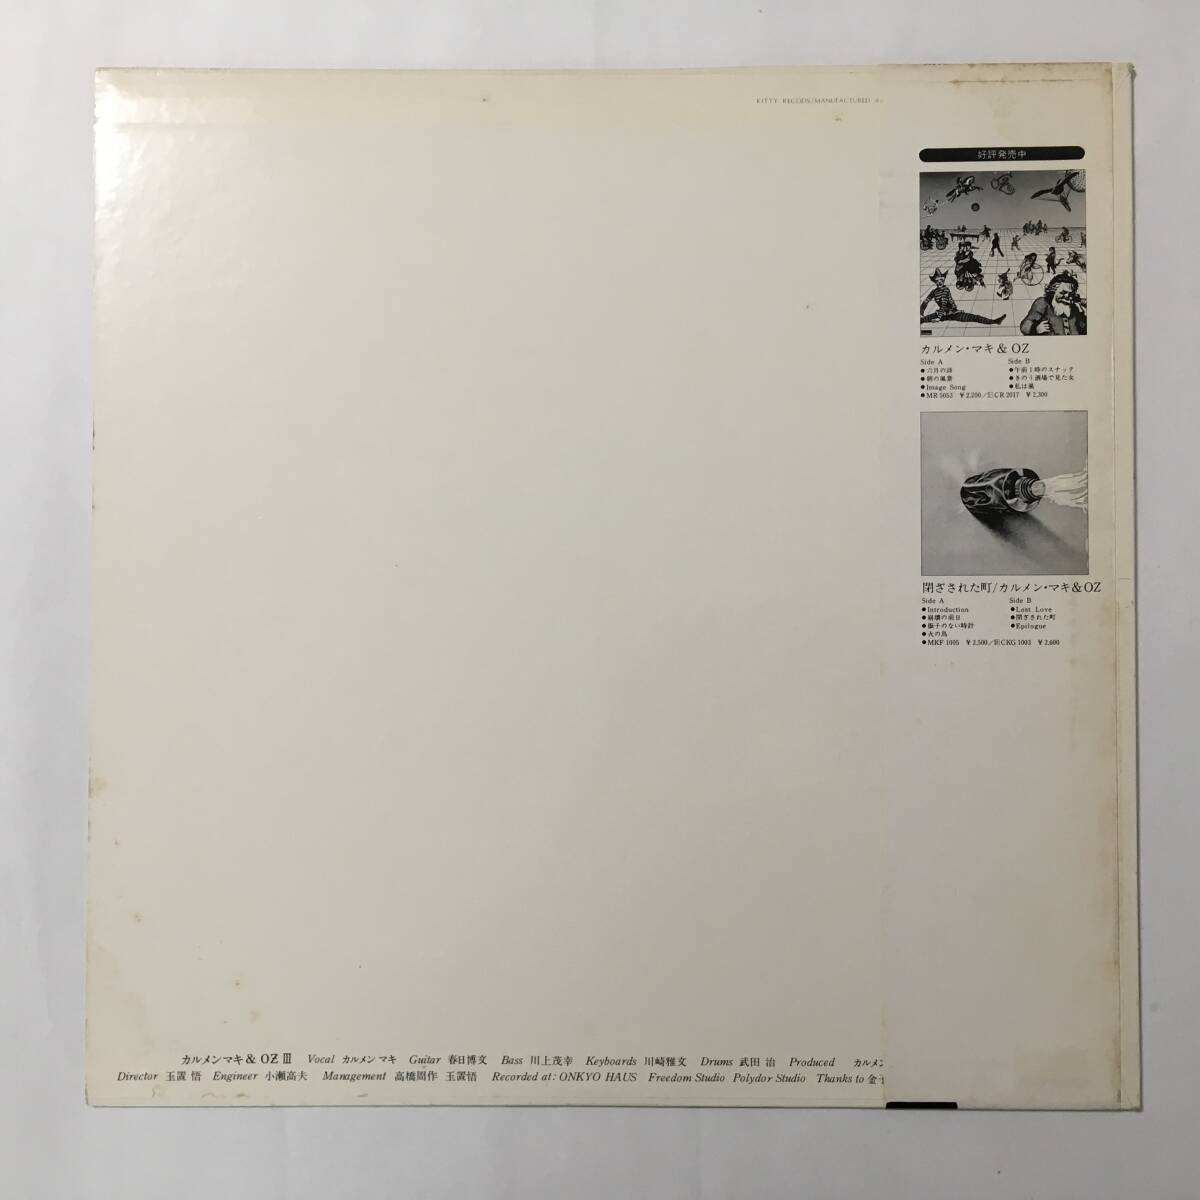 KITTY RECODS/MANUFACTURED
好評発売中
カルメン・マキ & OZ
Side A
●六月の詩
●朝の風景
●Image Song
Side B
●午前1時のスナック
●きのう酒場で見た女
●私は風
●MR 5053 ¥2,200/CR 2017 ¥2,300
閉ざされた町/カルメン・マキ&OZ
Side A
●Introduction
●崩壊の前日
●振子のない時計
●火の鳥
Side B
●Lost Love
●閉ざされた町
●Epilogue
●MKF 1005 ¥2,500/CKG 1003 ¥2,600
カルメンマキ& OZ III Vocal カルメン マキ Guitar 春日博文 Bass 川上茂幸 Keyboards 川崎雅文 Drums 武田 治 Produced カルメン
Director 玉置 悟 Engineer 小瀬高夫 Management 高橋周作 玉置悟 Recorded at: ONKYO HAUS Freedom Studio Polydor Studio Thanks to 金